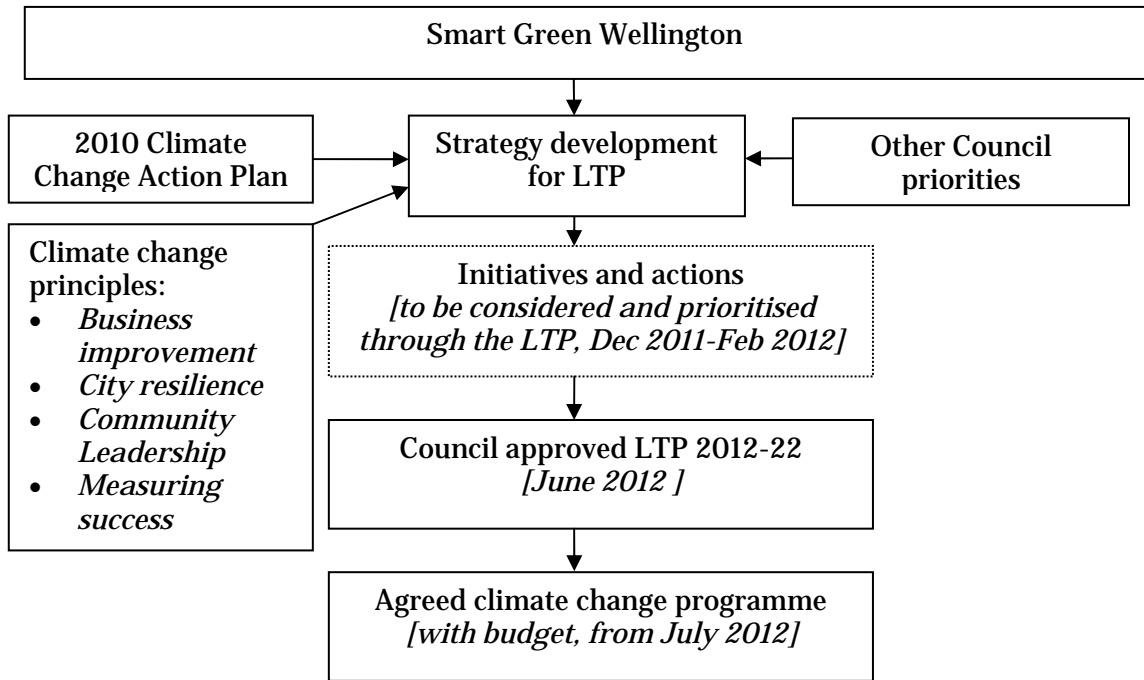 Smart Green Wellington
2010 Climate
Change Action Plan
Strategy development
for LTP
Other Council
priorities
Climate change
principles:
• Business
improvement
• City resilience
• Community
Leadership
• Measuring
success
Initiatives and actions
[to be considered and prioritised
through the LTP, Dec 2011-Feb 2012]
Council approved LTP 2012-22
[June 2012 ]
Agreed climate change programme
[with budget, from July 2012]